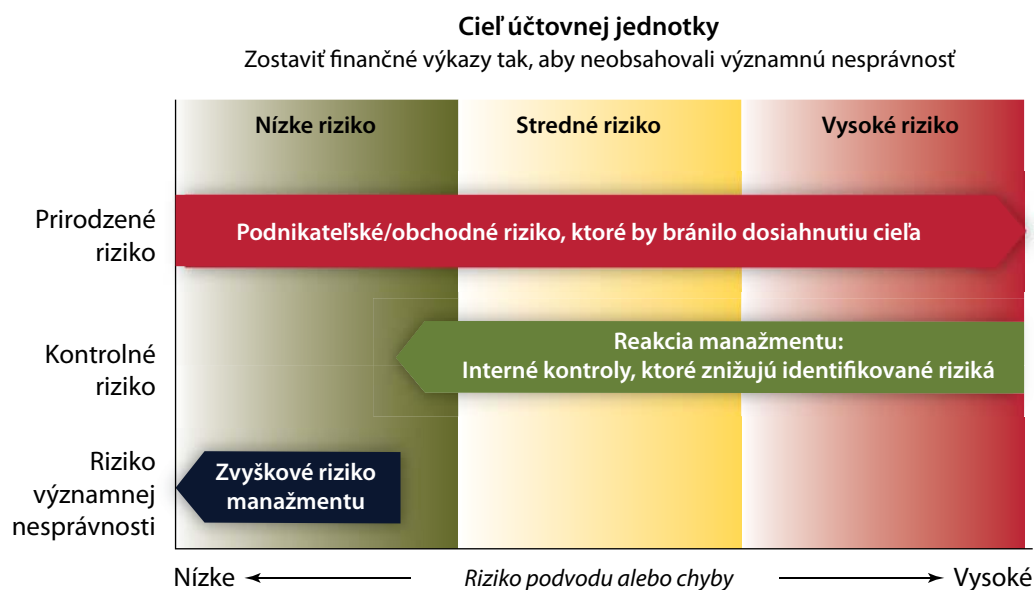 Cieľ účtovnej jednotky
Zostaviť finančné výkazy tak, aby neobsahovali významnú nesprávnosť
Nízke riziko
Stredné riziko
Vysoké riziko
Prirodzené
riziko
Podnikateľské/obchodné riziko, ktoré by bránilo dosiahnutiu cieľa
Kontrolné
riziko
Reakcia manažmentu:
Interné kontroly, ktoré znižujú identifikované riziká
Riziko
významnej
nesprávnosti
Zvyškové riziko
manažmentu
Nízke
Riziko podvodu alebo chyby
Vysoké